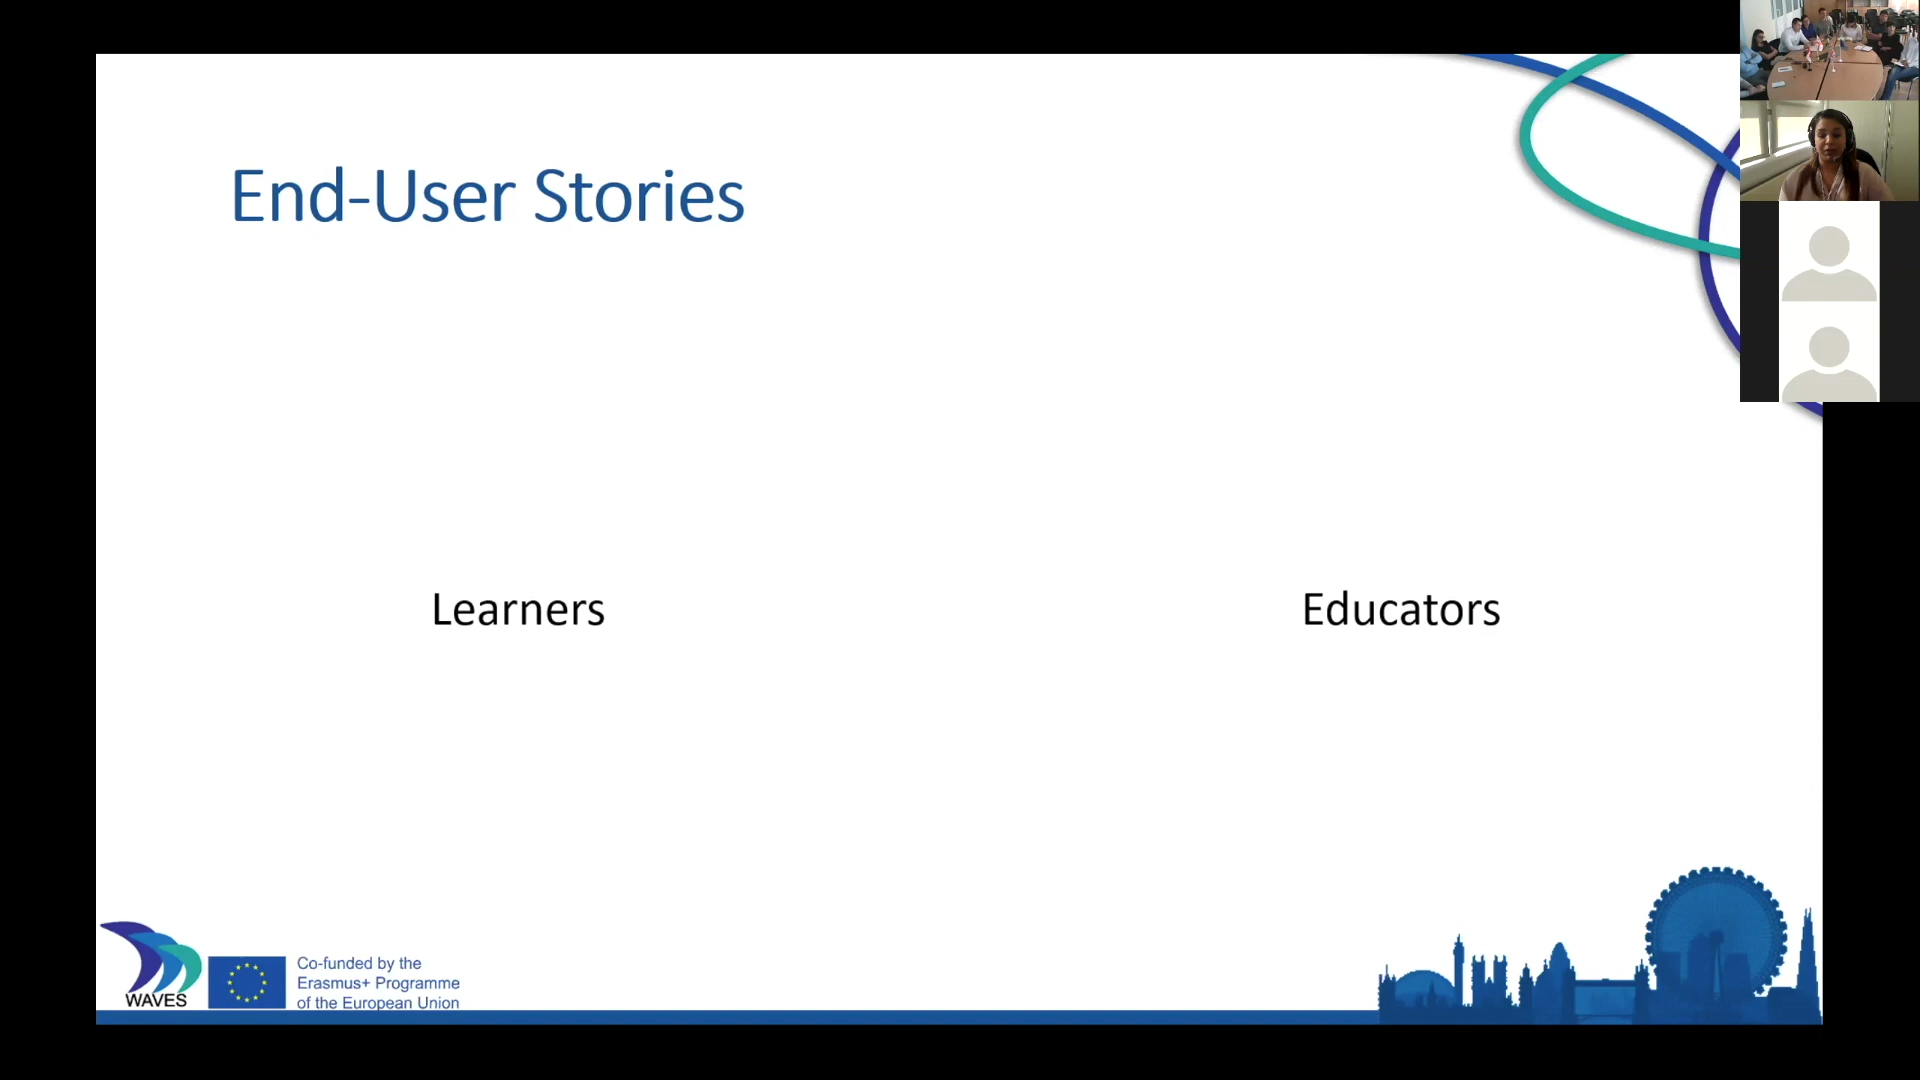 End-User Stories
Learners
Educators
WAVES
Co-funded by the
Erasmus+ Programme
of the European Union